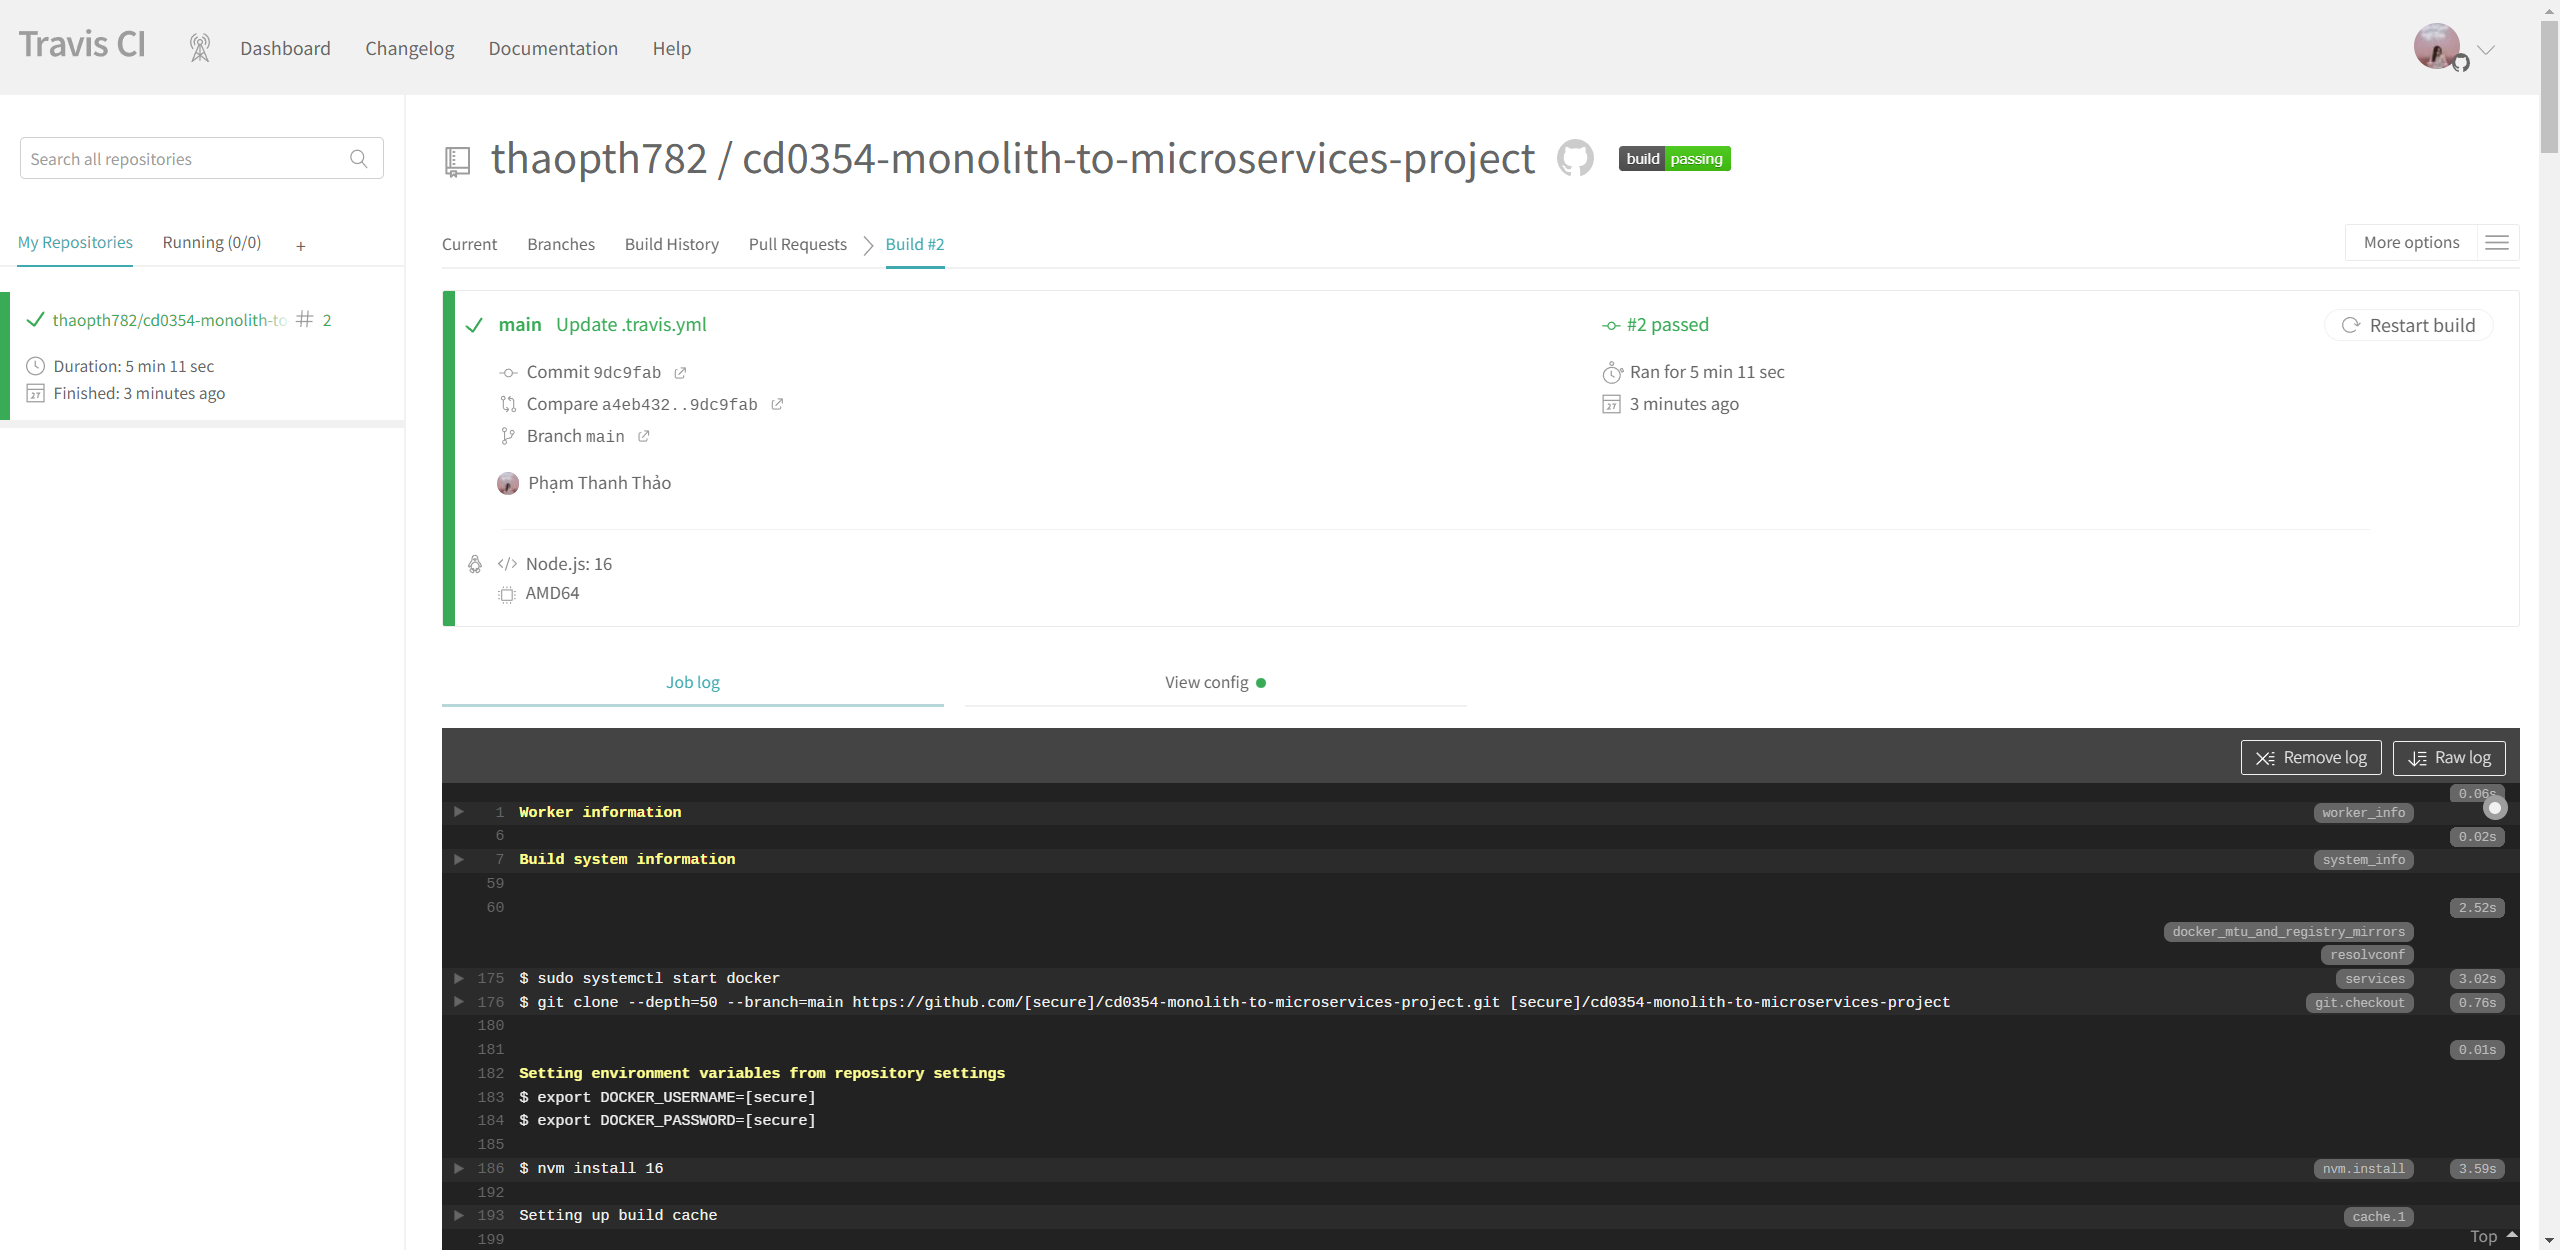 Travis CI
Dashboard
Changelog
Documentation
Help
Search all repositories
My Repositories
Running (0/0)
+
thaopth782/cd0354-monolith-to
# 2
Duration: 5 min 11 sec
Finished: 3 minutes ago
thaopth782 / cd0354-monolith-to-microservices-project
build passing
Current
Branches
Build History
Pull Requests
Build #2
More options
main Update .travis.yml
Commit 9dc9fab
Compare a4eb432..9dc9fab
Branch main
Phạm Thanh Thảo
#2 passed
Ran for 5 min 11 sec
3 minutes ago
Restart build
Node.js: 16
AMD64
Job log
View config
Remove log
Raw log
0.06s
1 Worker information worker_info
6 0.02s
7 Build system information system_info
59
60 2.52s
docker_mtu_and_registry_mirrors
resolvconf
175 $ sudo systemctl start docker services 3.02s
176 $ git clone --depth=50 --branch=main https://github.com/[secure]/cd0354-monolith-to-microservices-project.git [secure]/cd0354-monolith-to-microservices-project git.checkout 0.76s
180
181 0.01s
182 Setting environment variables from repository settings
183 $ export DOCKER_USERNAME=[secure]
184 $ export DOCKER_PASSWORD=[secure]
185
186 $ nvm install 16 nvm.install 3.59s
192
193 Setting up build cache cache.1
199
Top